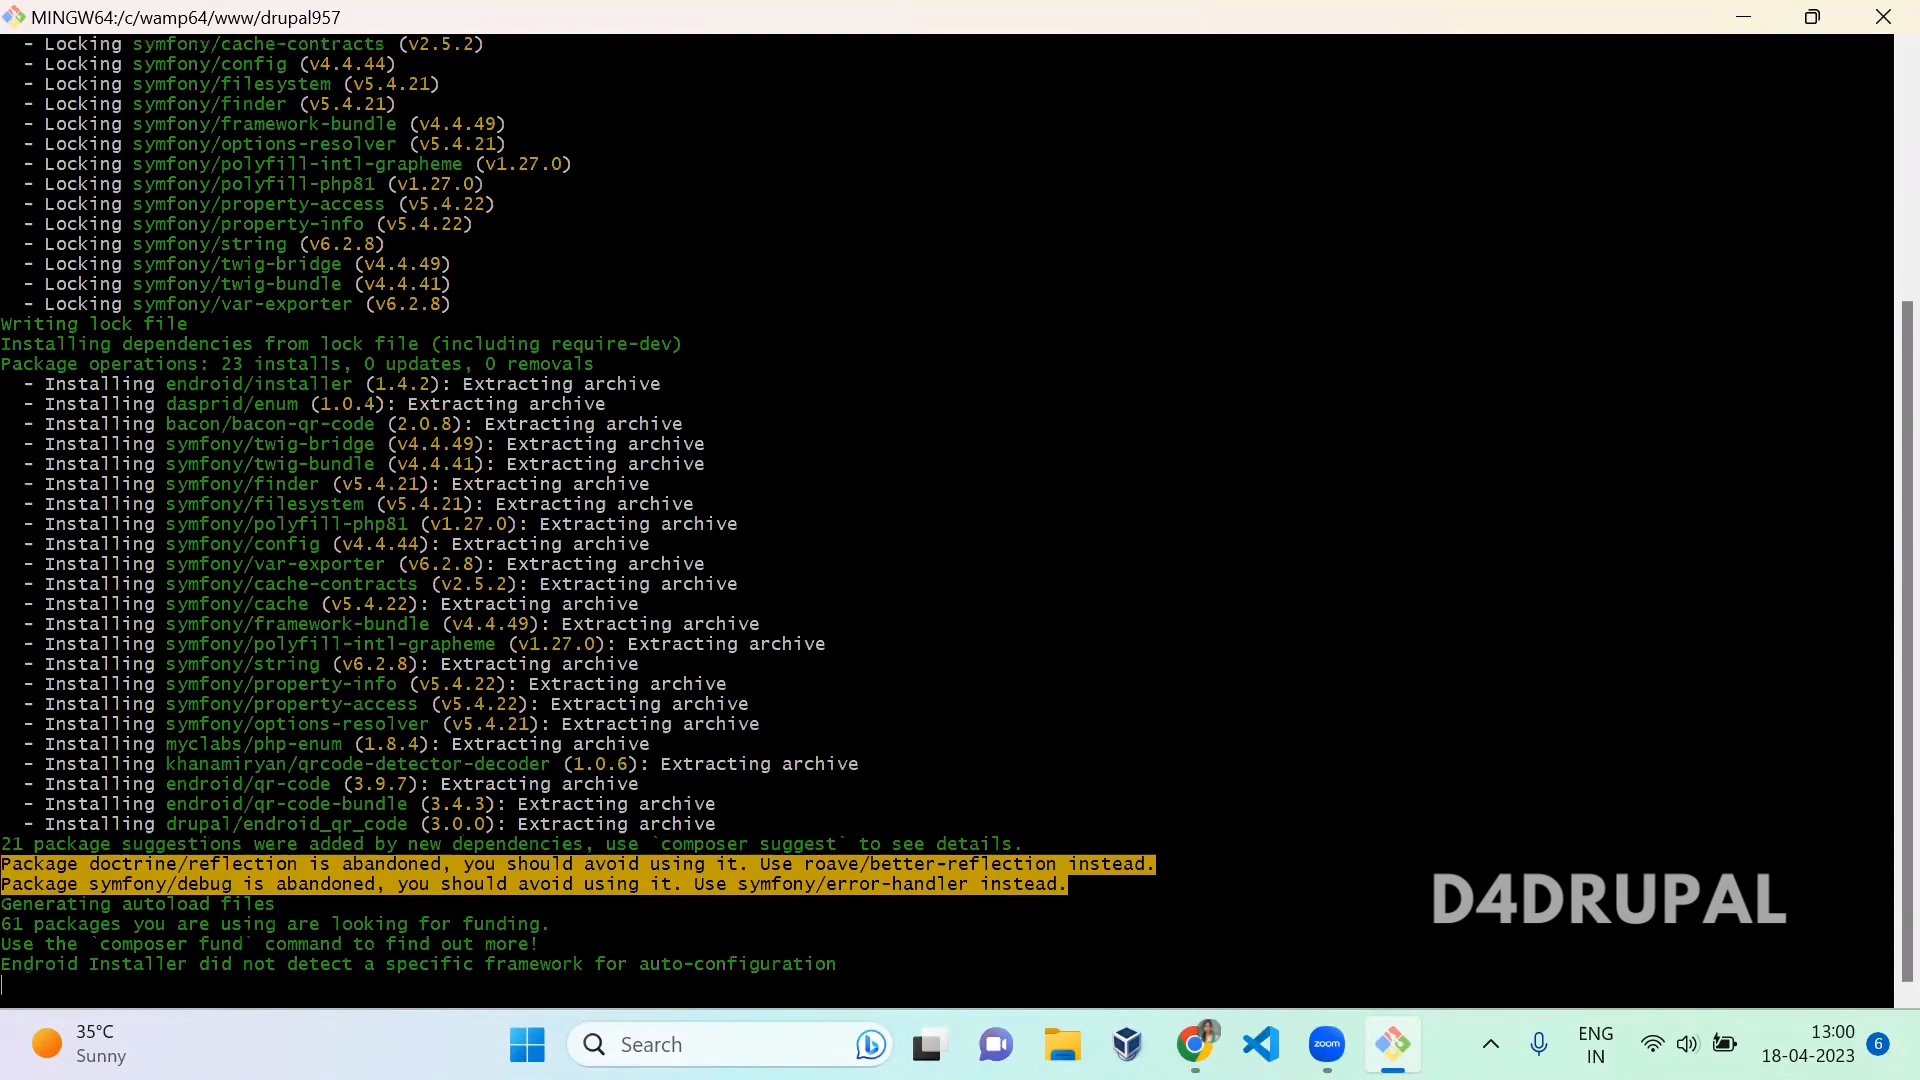 MINGW64:/c/wamp64/www/drupal957
- Locking symfony/cache-contracts (v2.5.2)
- Locking symfony/config (v4.4.44)
- Locking symfony/filesystem (v5.4.21)
- Locking symfony/finder (v5.4.21)
- Locking symfony/framework-bundle (v4.4.49)
- Locking symfony/options-resolver (v5.4.21)
- Locking symfony/polyfill-intl-grapheme (v1.27.0)
- Locking symfony/polyfill-php81 (v1.27.0)
- Locking symfony/property-access (v5.4.22)
- Locking symfony/property-info (v5.4.22)
- Locking symfony/string (v6.2.8)
- Locking symfony/twig-bridge (v4.4.49)
- Locking symfony/twig-bundle (v4.4.41)
- Locking symfony/var-exporter (v6.2.8)
Writing lock file
Installing dependencies from lock file (including require-dev)
Package operations: 23 installs, 0 updates, 0 removals
- Installing endroid/installer (1.4.2): Extracting archive
- Installing dasprid/enum (1.0.4): Extracting archive
- Installing bacon/bacon-qr-code (2.0.8): Extracting archive
- Installing symfony/twig-bridge (v4.4.49): Extracting archive
- Installing symfony/twig-bundle (v4.4.41): Extracting archive
- Installing symfony/finder (v5.4.21): Extracting archive
- Installing symfony/filesystem (v5.4.21): Extracting archive
- Installing symfony/polyfill-php81 (v1.27.0): Extracting archive
- Installing symfony/config (v4.4.44): Extracting archive
- Installing symfony/var-exporter (v6.2.8): Extracting archive
- Installing symfony/cache-contracts (v2.5.2): Extracting archive
- Installing symfony/cache (v5.4.22): Extracting archive
- Installing symfony/framework-bundle (v4.4.49): Extracting archive
- Installing symfony/polyfill-intl-grapheme (v1.27.0): Extracting archive
- Installing symfony/string (v6.2.8): Extracting archive
- Installing symfony/property-info (v5.4.22): Extracting archive
- Installing symfony/property-access (v5.4.22): Extracting archive
- Installing symfony/options-resolver (v5.4.21): Extracting archive
- Installing myclabs/php-enum (1.8.4): Extracting archive
- Installing khanamiryan/qrcode-detector-decoder (1.0.6): Extracting archive
- Installing endroid/qr-code (3.9.7): Extracting archive
- Installing endroid/qr-code-bundle (3.4.3): Extracting archive
- Installing drupal/endroid_qr_code (3.0.0): Extracting archive
21 package suggestions were added by new dependencies, use `composer suggest` to see details.
Package doctrine/reflection is abandoned, you should avoid using it. Use roave/better-reflection instead.
Package symfony/debug is abandoned, you should avoid using it. Use symfony/error-handler instead.
Generating autoload files
61 packages you are using are looking for funding.
Use the `composer fund` command to find out more!
Endroid Installer did not detect a specific framework for auto-configuration
D4DRUPAL
35°C
Sunny
Search
zoom
ENG
IN
13:00
18-04-2023
6